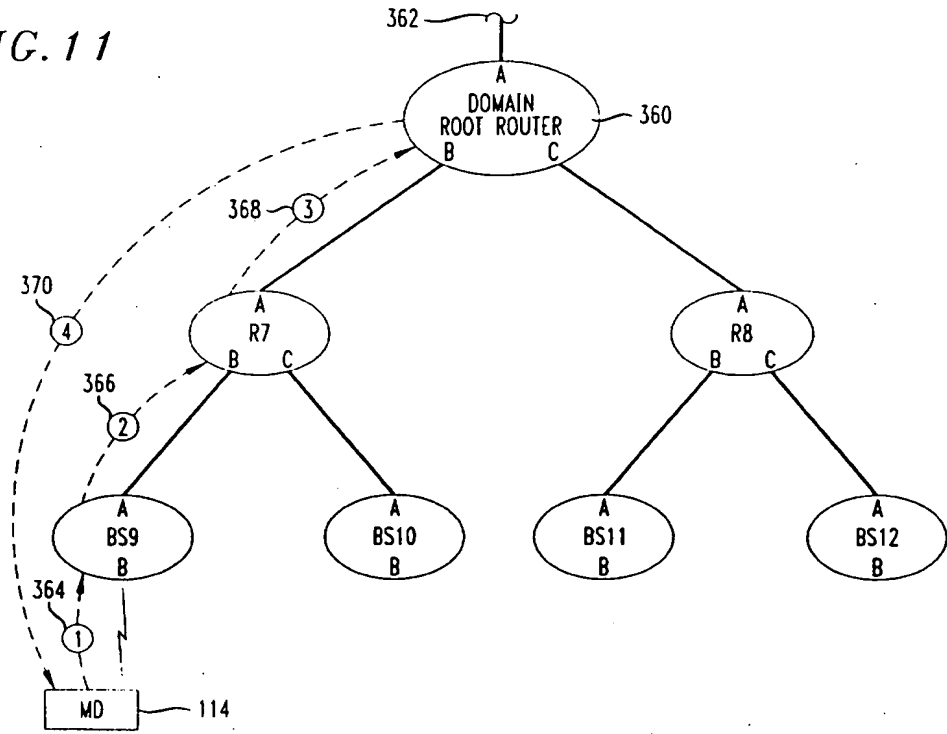 IG. 11
362
A
DOMAIN
ROOT ROUTER
360
B C
368 3
370
4
A
R7
B C
A
R8
B C
366
2
A
BS9
B
A
BS10
B
A
BS11
B
A
BS12
B
364
1
MD
114